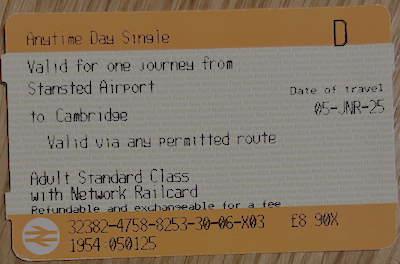 Anytime Day Single
D
Valid for one journey from
Stansted Airport
Date of travel
05-JNR-25
to Cambridge
Valid via any permitted route
Adult Standard Class
with Network Railcard
Refundable and exchangeable for a fee
32382-4758-8253-30-06-X03 £8.90X
1954 050125